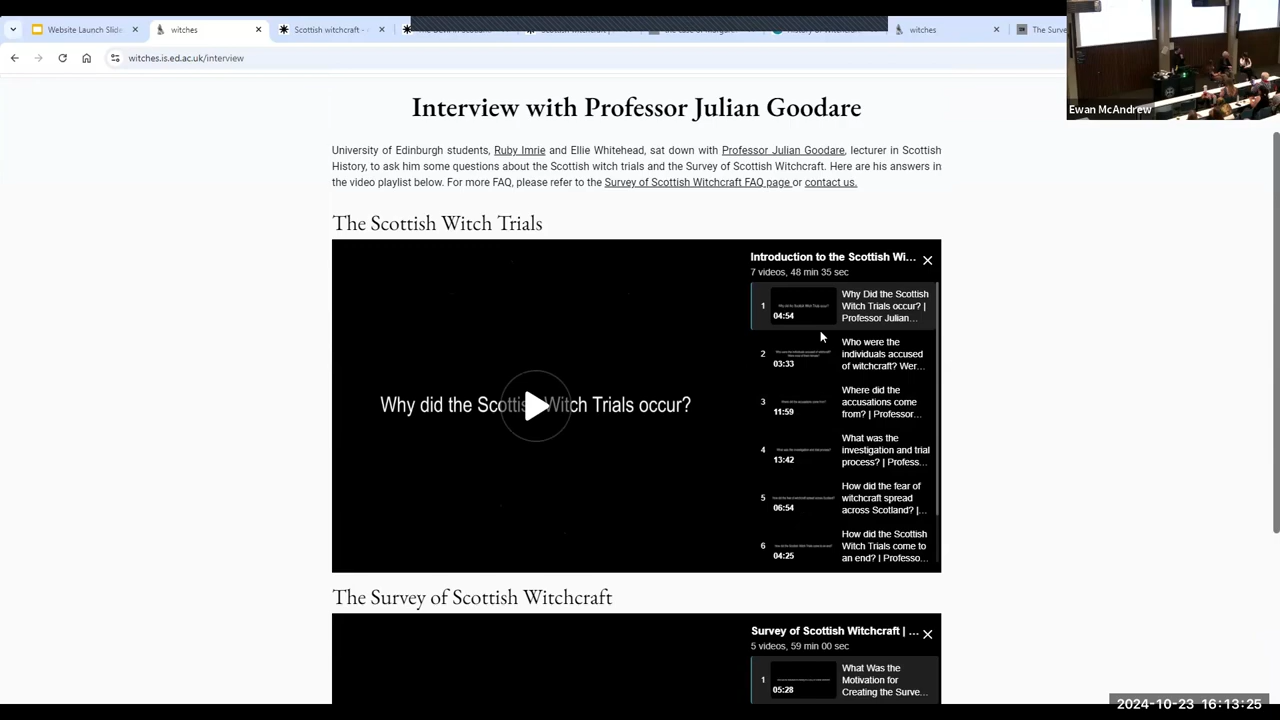 Website Launch Slide
witches
Scottish witchcraft -
witches
The Surve
witches.is.ed.ac.uk/interview
Ewan McAndrew
Interview with Professor Julian Goodare
University of Edinburgh students, Ruby Imrie and Ellie Whitehead, sat down with Professor Julian Goodare, lecturer in Scottish
History, to ask him some questions about the Scottish witch trials and the Survey of Scottish Witchcraft. Here are his answers in
the video playlist below. For more FAQ, please refer to the Survey of Scottish Witchcraft FAQ page or contact us.
The Scottish Witch Trials
Why did the Scottish Witch Trials occur?
Introduction to the Scottish Wi...
7 videos, 48 min 35 sec
1
04:54
Why Did the Scottish
Witch Trials occur? |
Professor Julian...
2
03:33
Who were the
individuals accused
of witchcraft? Wer...
3
11:59
Where did the
accusations come
from? | Professor...
4
13:42
What was the
investigation and trial
process? | Profess...
5
06:54
How did the fear of
witchcraft spread
across Scotland? |...
6
04:25
How did the Scottish
Witch Trials come to
an end? | Professo...
The Survey of Scottish Witchcraft
Survey of Scottish Witchcraft | ...
5 videos, 59 min 00 sec
1
05:28
What Was the
Motivation for
Creating the Surve...
2024-10-23 16:13:25